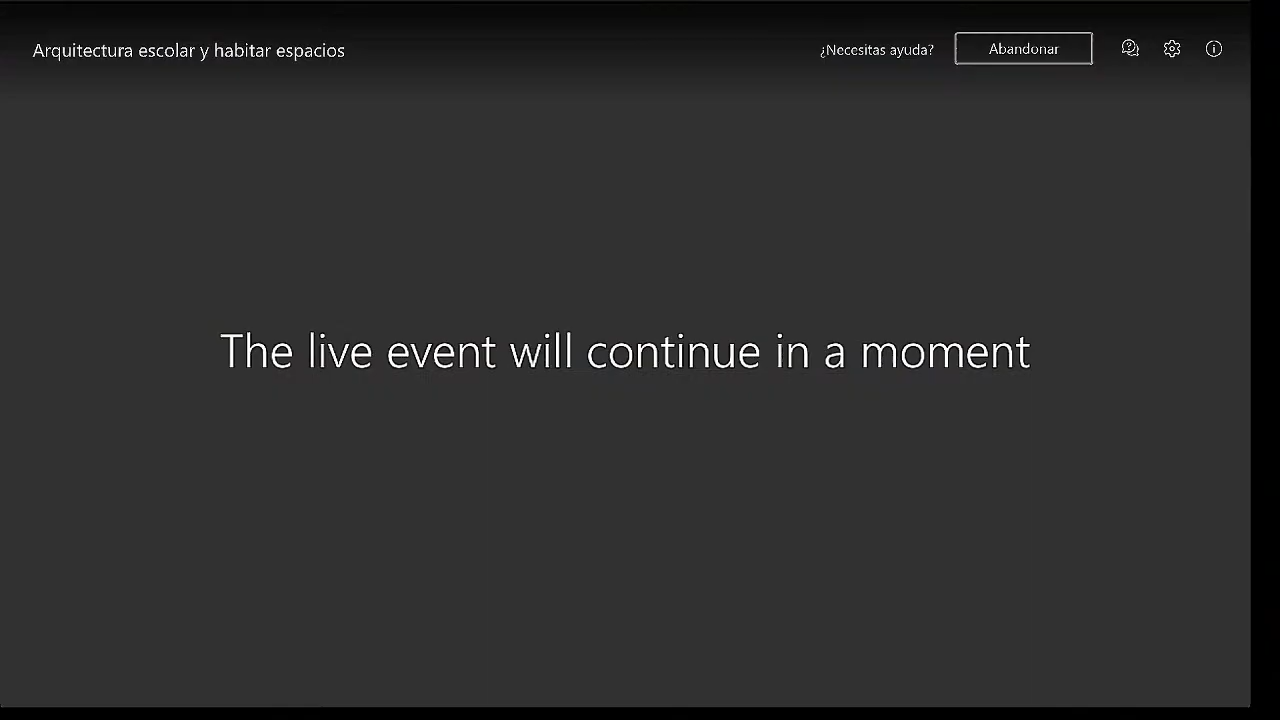 Arquitectura escolar y habitar espacios
¿Necesitas ayuda?
Abandonar
The live event will continue in a moment